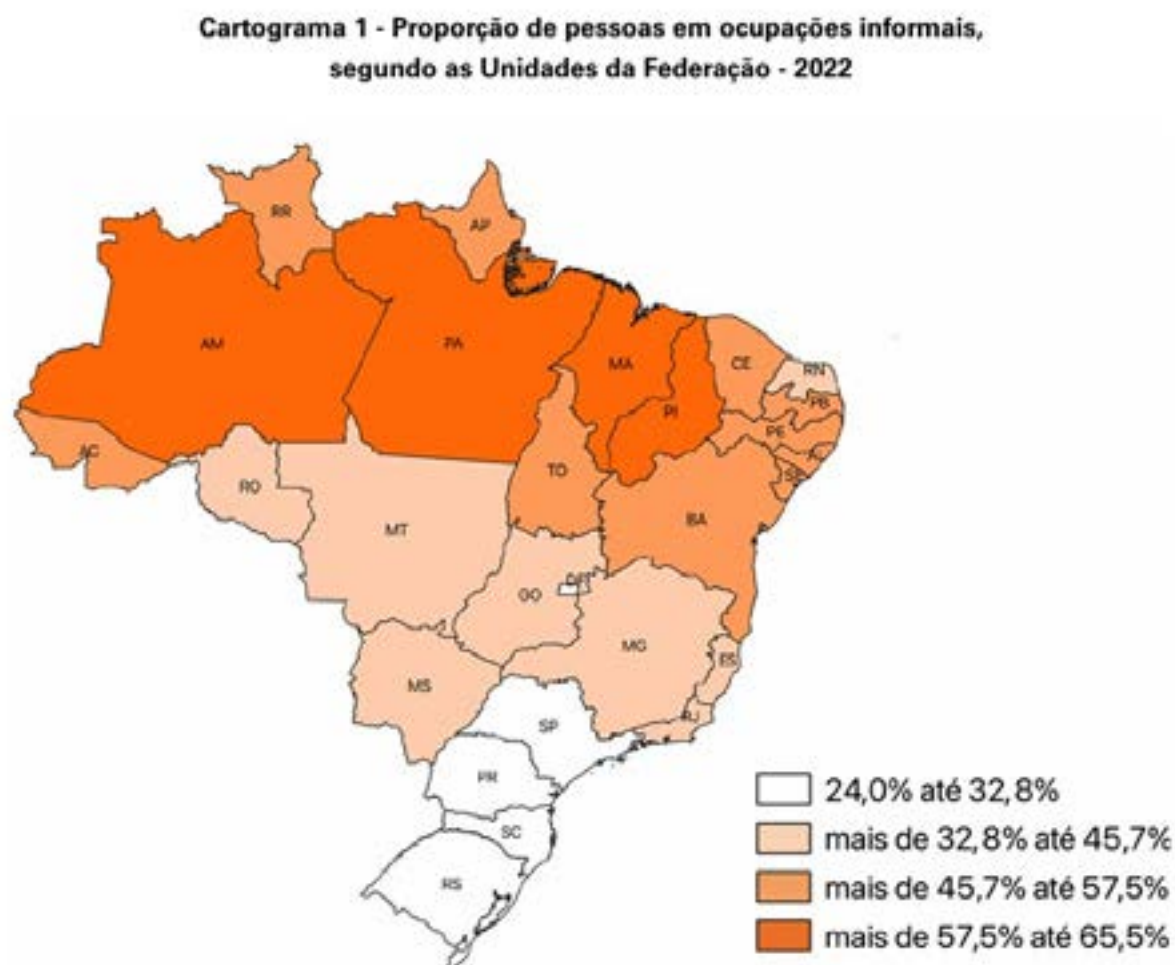 Cartograma 1 - Proporção de pessoas em ocupações informais,
segundo as Unidades da Federação - 2022
RR
AP
AM
PA
MA
CE
RN
PI
PB
PE
AC
AL
TO
SE
RO
BA
MT
DF
GO
MG
ES
MS
RJ
SP
PR
SC
RS
24,0% até 32,8%
mais de 32,8% até 45,7%
mais de 45,7% até 57,5%
mais de 57,5% até 65,5%